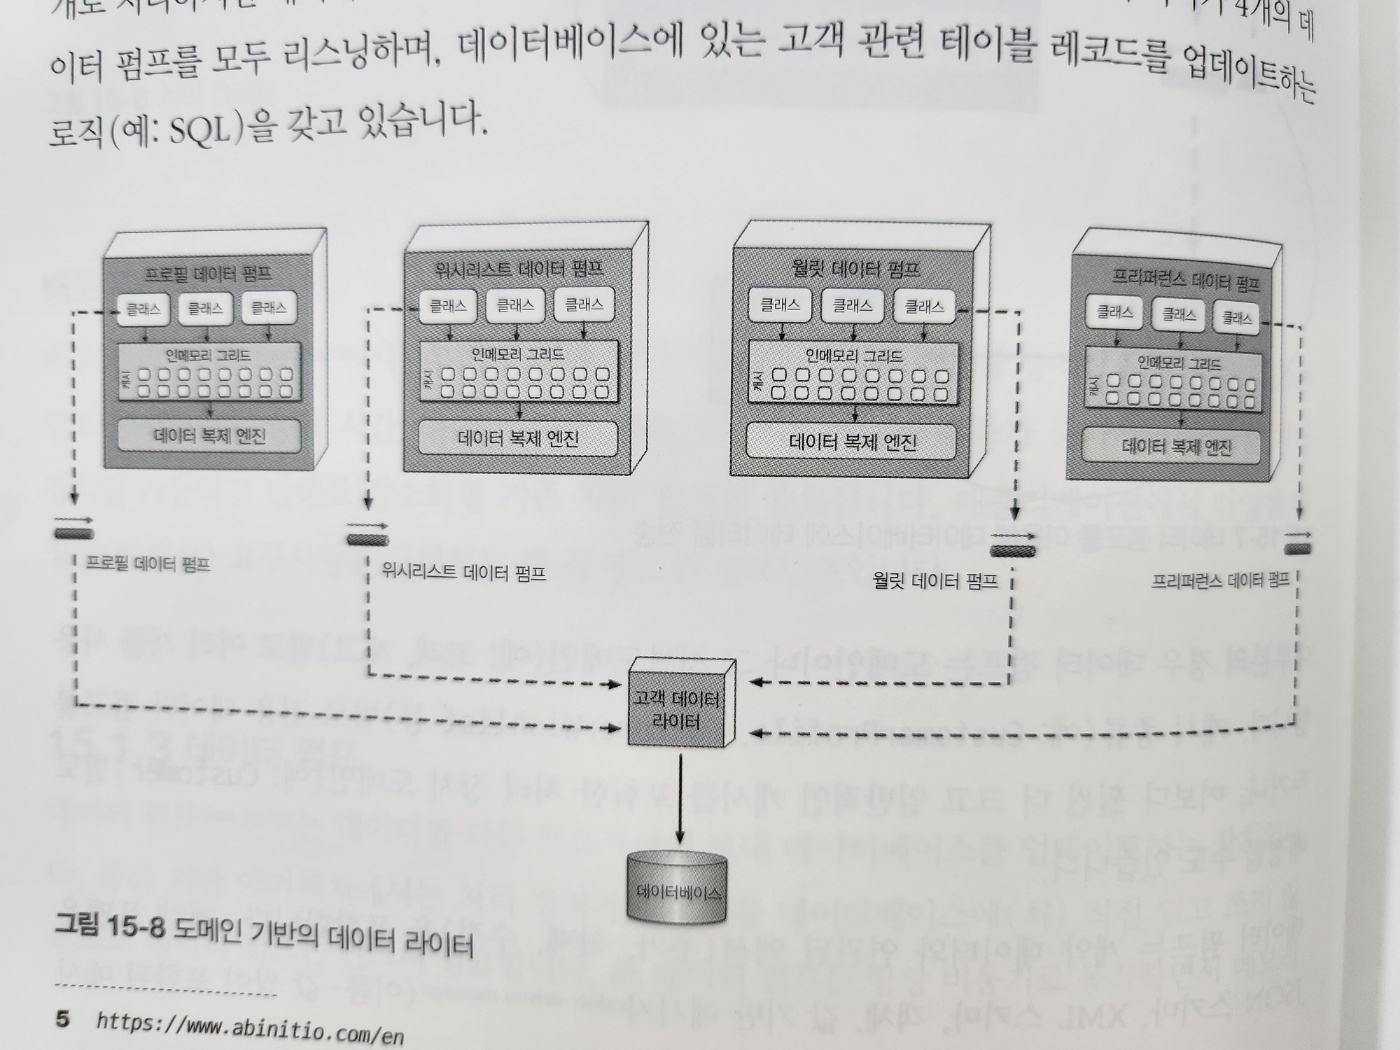 4개의 데
이터 펌프를 모두 리스닝하며, 데이터베이스에 있는 고객 관련 테이블 레코드를 업데이트하는
로직(예: SQL)을 갖고 있습니다.
프로필 데이터 펌프
클래스 클래스 클래스
인메모리 그리드
캐시
데이터 복제 엔진
위시리스트 데이터 펌프
클래스 클래스 클래스
인메모리 그리드
캐시
데이터 복제 엔진
월릿 데이터 펌프
클래스 클래스 클래스
인메모리 그리드
캐시
데이터 복제 엔진
프리퍼런스 데이터 펌프
클래스 클래스 클래스
인메모리 그리드
캐시
데이터 복제 엔진
프로필 데이터 펌프
위시리스트 데이터 펌프
월릿 데이터 펌프
프리퍼런스 데이터 펌프
고객 데이터
라이터
데이터베이스
그림 15-8 도메인 기반의 데이터 라이터
5 https://www.abinitio.com/en